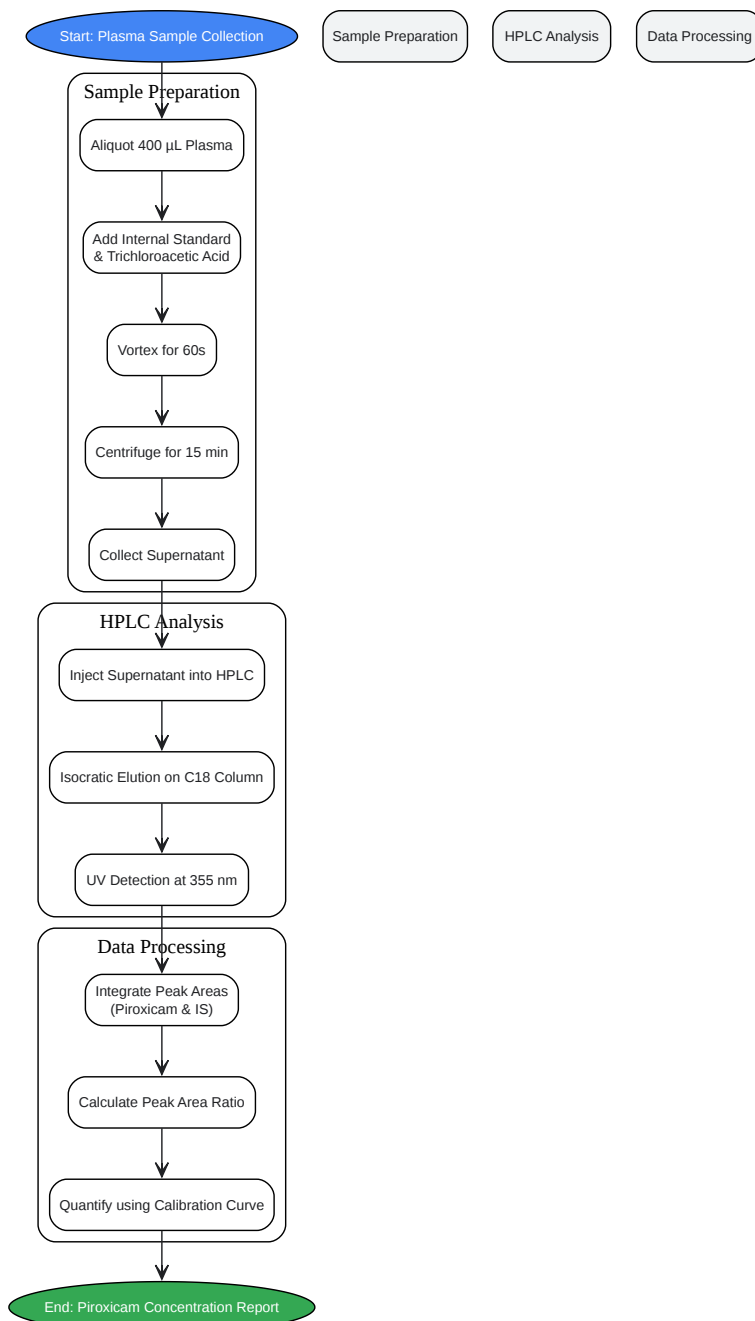 Start: Plasma Sample Collection
Sample Preparation
HPLC Analysis
Data Processing
Sample Preparation
Aliquot 400 µL Plasma
Add Internal Standard
& Trichloroacetic Acid
Vortex for 60s
Centrifuge for 15 min
Collect Supernatant
HPLC Analysis
Inject Supernatant into HPLC
Isocratic Elution on C18 Column
UV Detection at 355 nm
Data Processing
Integrate Peak Areas
(Piroxicam & IS)
Calculate Peak Area Ratio
Quantify using Calibration Curve
End: Piroxicam Concentration Report